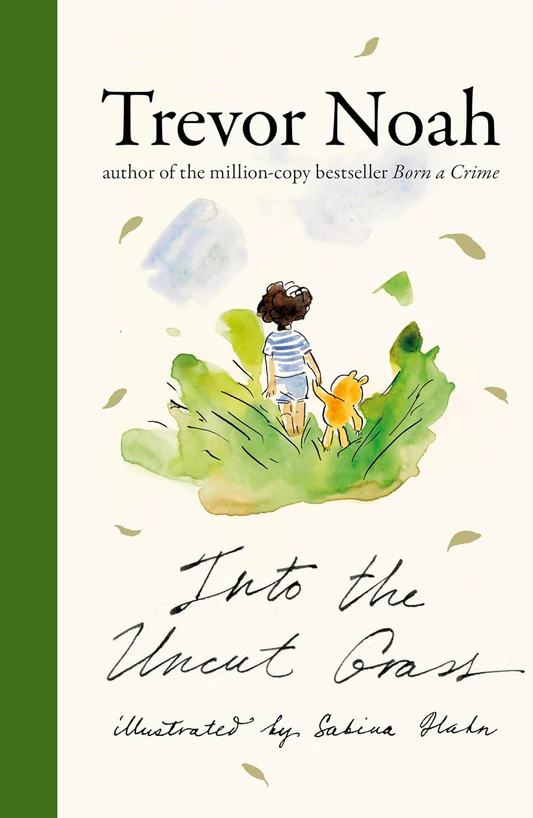 Trevor Noah
author of the million-copy bestseller Born a Crime
Into the
Uncut Grass
illustrated by Sabina Hahn